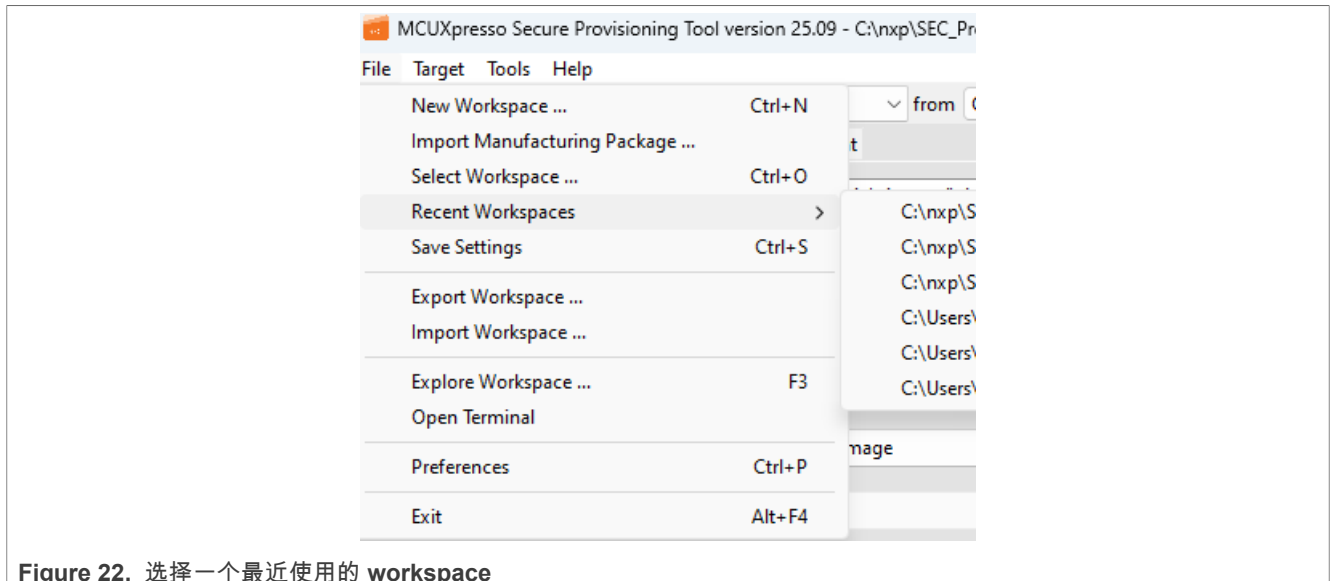 MCUXpresso Secure Provisioning Tool version 25.09 - C:\nxp\SEC_Pr
File Target Tools Help
New Workspace ... Ctrl+N
from
Import Manufacturing Package ...
Select Workspace ... Ctrl+O
Recent Workspaces >
C:\nxp\S
Save Settings Ctrl+S
C:\nxp\S
C:\nxp\S
Export Workspace ...
C:\Users\
Import Workspace ...
C:\Users\
Explore Workspace ... F3
C:\Users\
Open Terminal
mage
Preferences Ctrl+P
Exit Alt+F4
Figure 22. 选择一个最近使用的 workspace